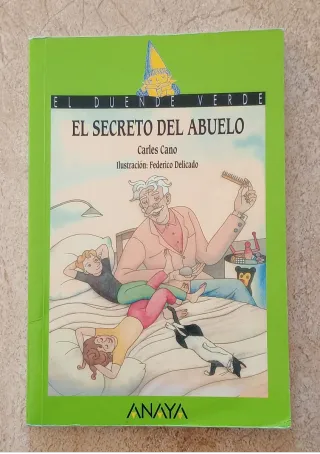 EL DUENDE VERDE
EL SECRETO DEL ABUELO
Carles Cano
Ilustración: Federico Delicado
ANAYA